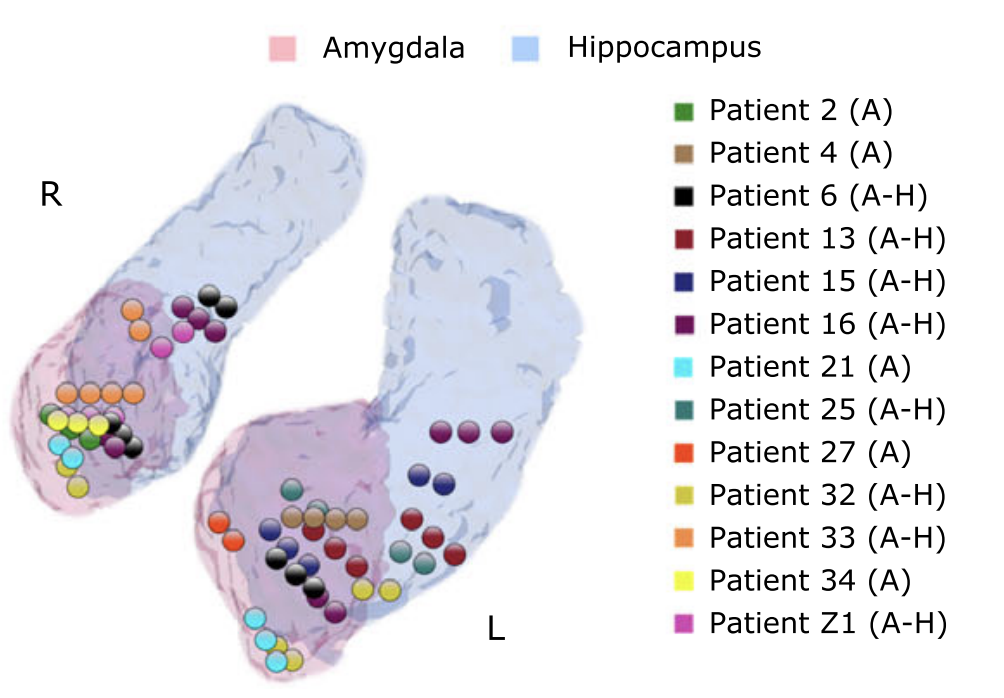 Amygdala Hippocampus
R
L
Patient 2 (A)
Patient 4 (A)
Patient 6 (A-H)
Patient 13 (A-H)
Patient 15 (A-H)
Patient 16 (A-H)
Patient 21 (A)
Patient 25 (A-H)
Patient 27 (A)
Patient 32 (A-H)
Patient 33 (A-H)
Patient 34 (A)
Patient Z1 (A-H)